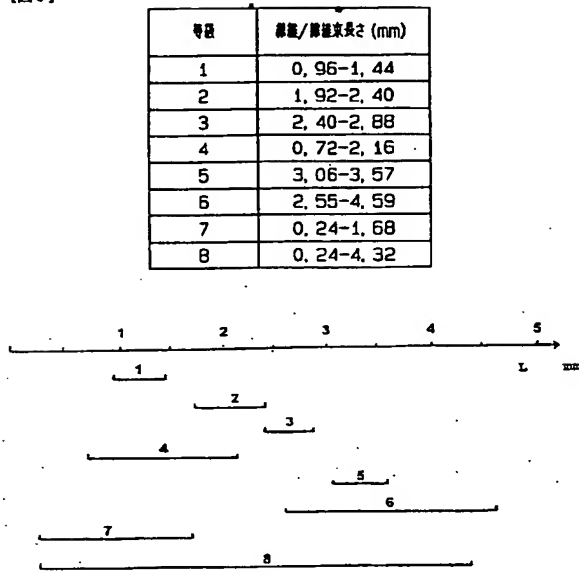 等級 繊維/繊維束長さ (mm)
1 0, 96-1, 44
2 1, 92-2, 40
3 2, 40-2, 88
4 0, 72-2, 16
5 3, 06-3, 57
6 2, 55-4, 59
7 0, 24-1, 68
8 0, 24-4, 32
1 2 3 4 5
L mm
1
2
3
4
5
6
7
8